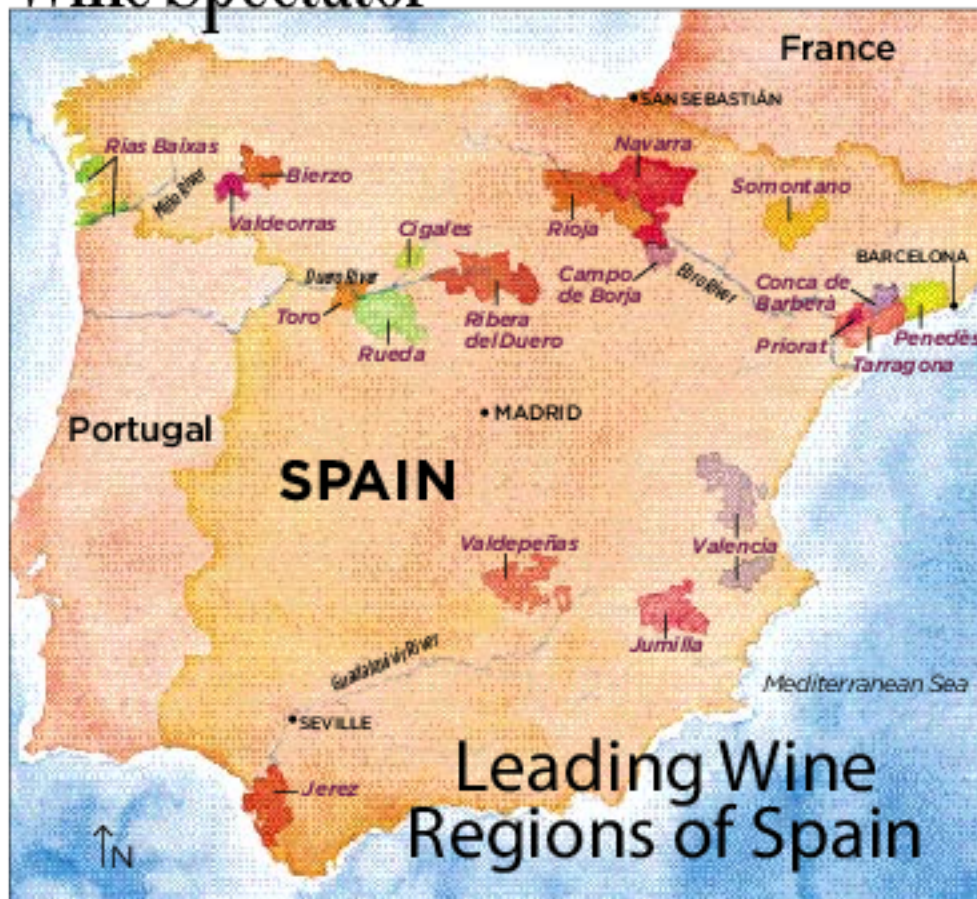 Wine Spectator
France
SAN SEBASTIÁN
Rías Baixas
Navarra
Miño River
Bierzo
Somontano
Valdeorras
Cigales
Rioja
BARCELONA
Duero River
Campo
de Borja
Ebro River
Conca de
Barberà
Toro
Ribera
del Duero
Rueda
Priorat
Penedès
Tarragona
MADRID
Portugal
SPAIN
Valdepeñas
Valencia
Jumilla
River
Mediterranean Sea
SEVILLE
Leading Wine
Regions of Spain
Jerez
N